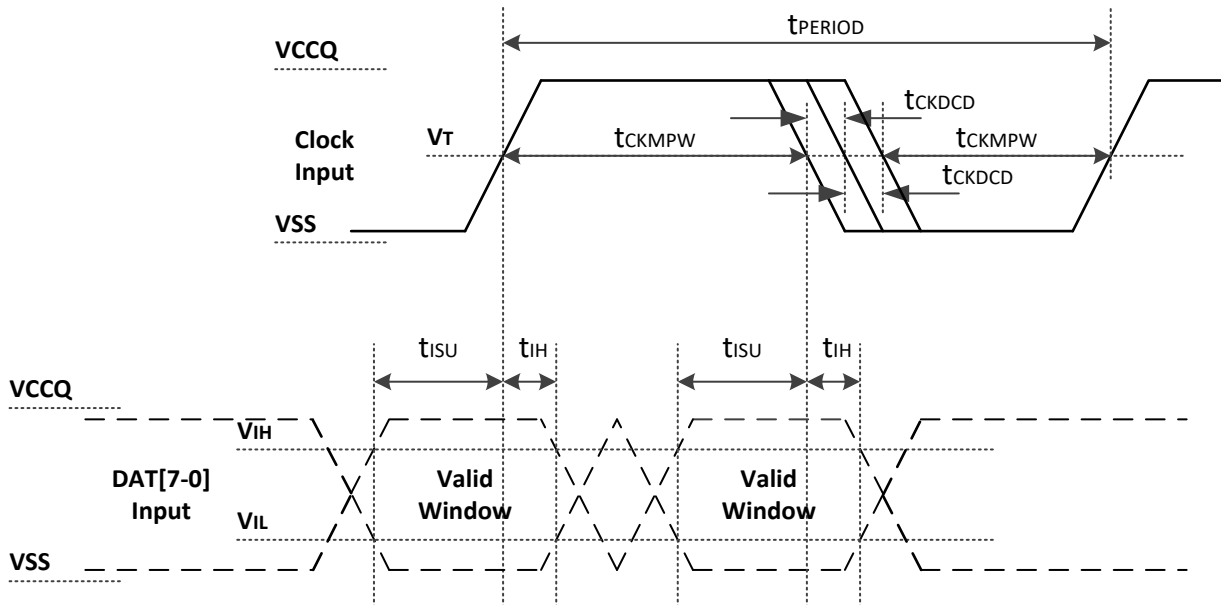 tPERIOD
VCCQ
tCKDCD
Clock
Input
VT
tCKMPW
tCKMPW
tCKDCD
VSS
tISU
tIH
tISU
tIH
VCCQ
VIH
DAT[7-0]
Input
Valid
Window
Valid
Window
VIL
VSS